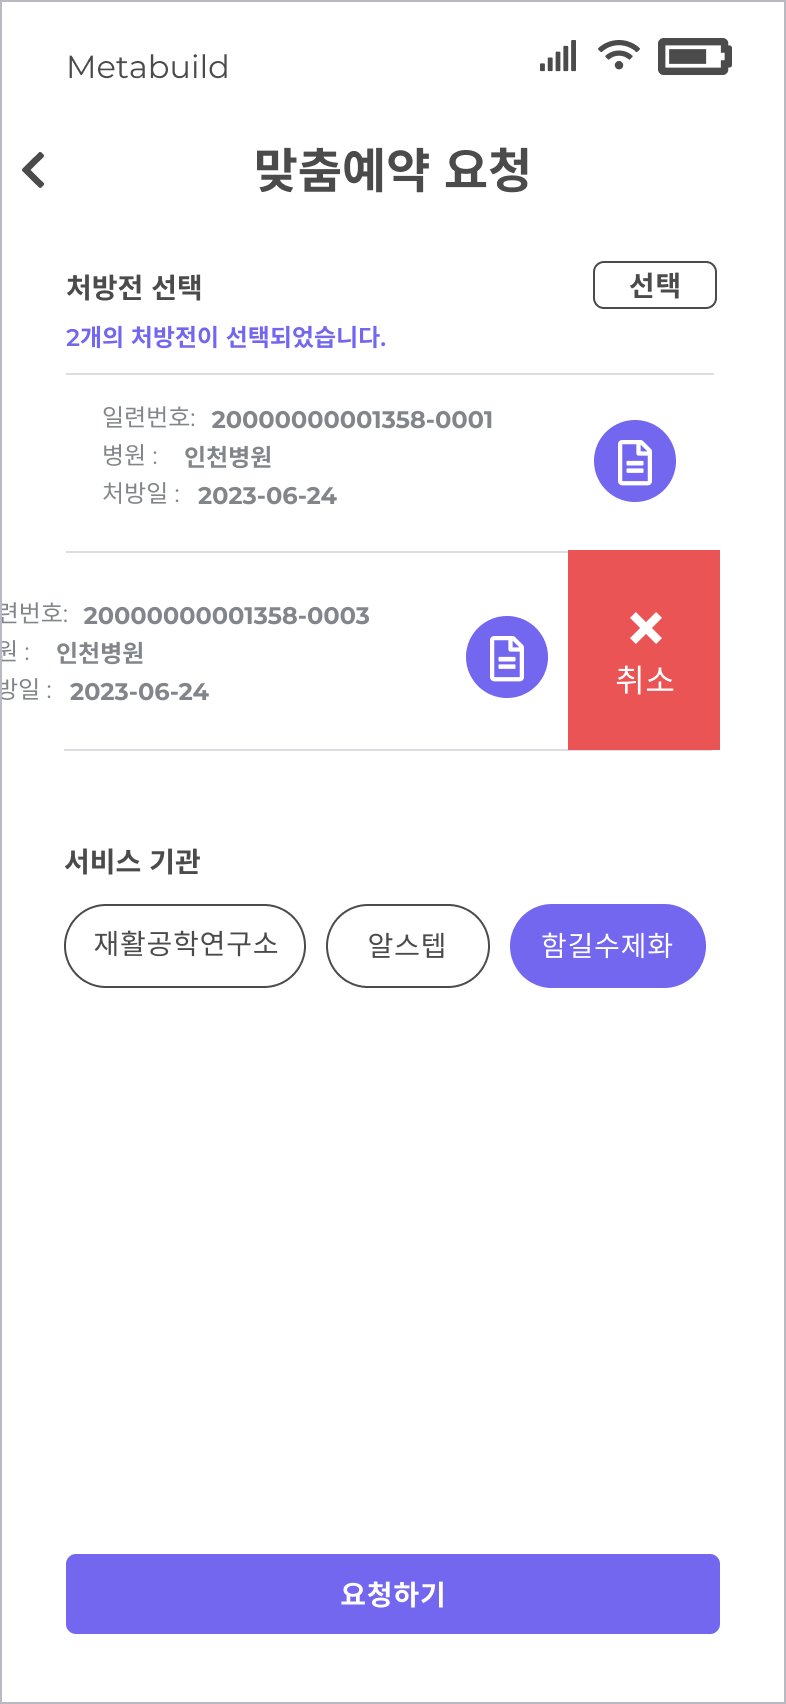 Metabuild
맞춤예약 요청
처방전 선택
선택
2개의 처방전이 선택되었습니다.
일련번호: 20000000001358-0001
병원 : 인천병원
처방일 : 2023-06-24
련번호: 20000000001358-0003
원 : 인천병원
방일 : 2023-06-24
취소
서비스 기관
재활공학연구소
알스텝
함길수제화
요청하기